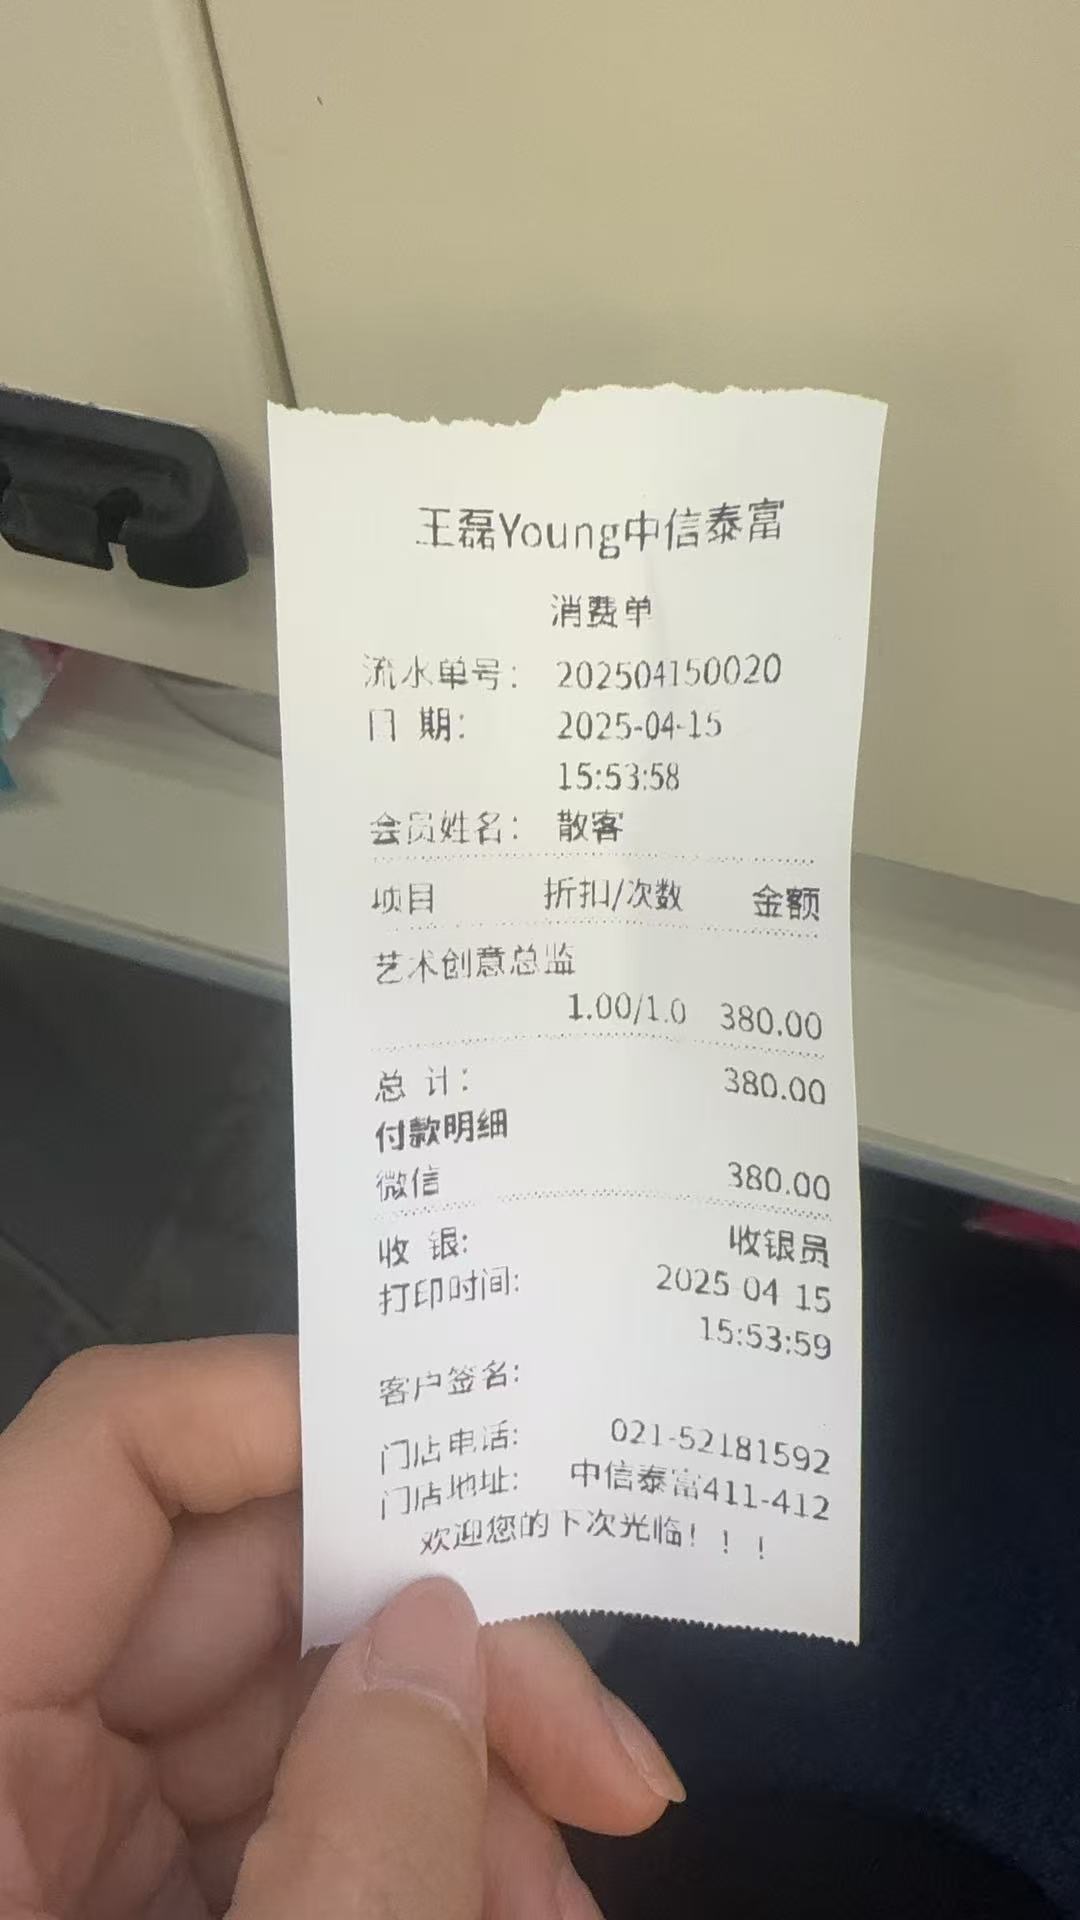 王磊Young中信泰富
消费单
流水单号： 202504150020
日 期： 2025-04-15
15:53:58
会员姓名： 散客
项目 折扣/次数 金额
艺术创意总监
1.00/1.0 380.00
总 计： 380.00
付款明细
微信 380.00
收 银: 收银员
打印时间: 2025 04 15
15:53:59
客户签名:
门店电话: 021-52181592
门店地址: 中信泰富411-412
欢迎您的下次光临！！！